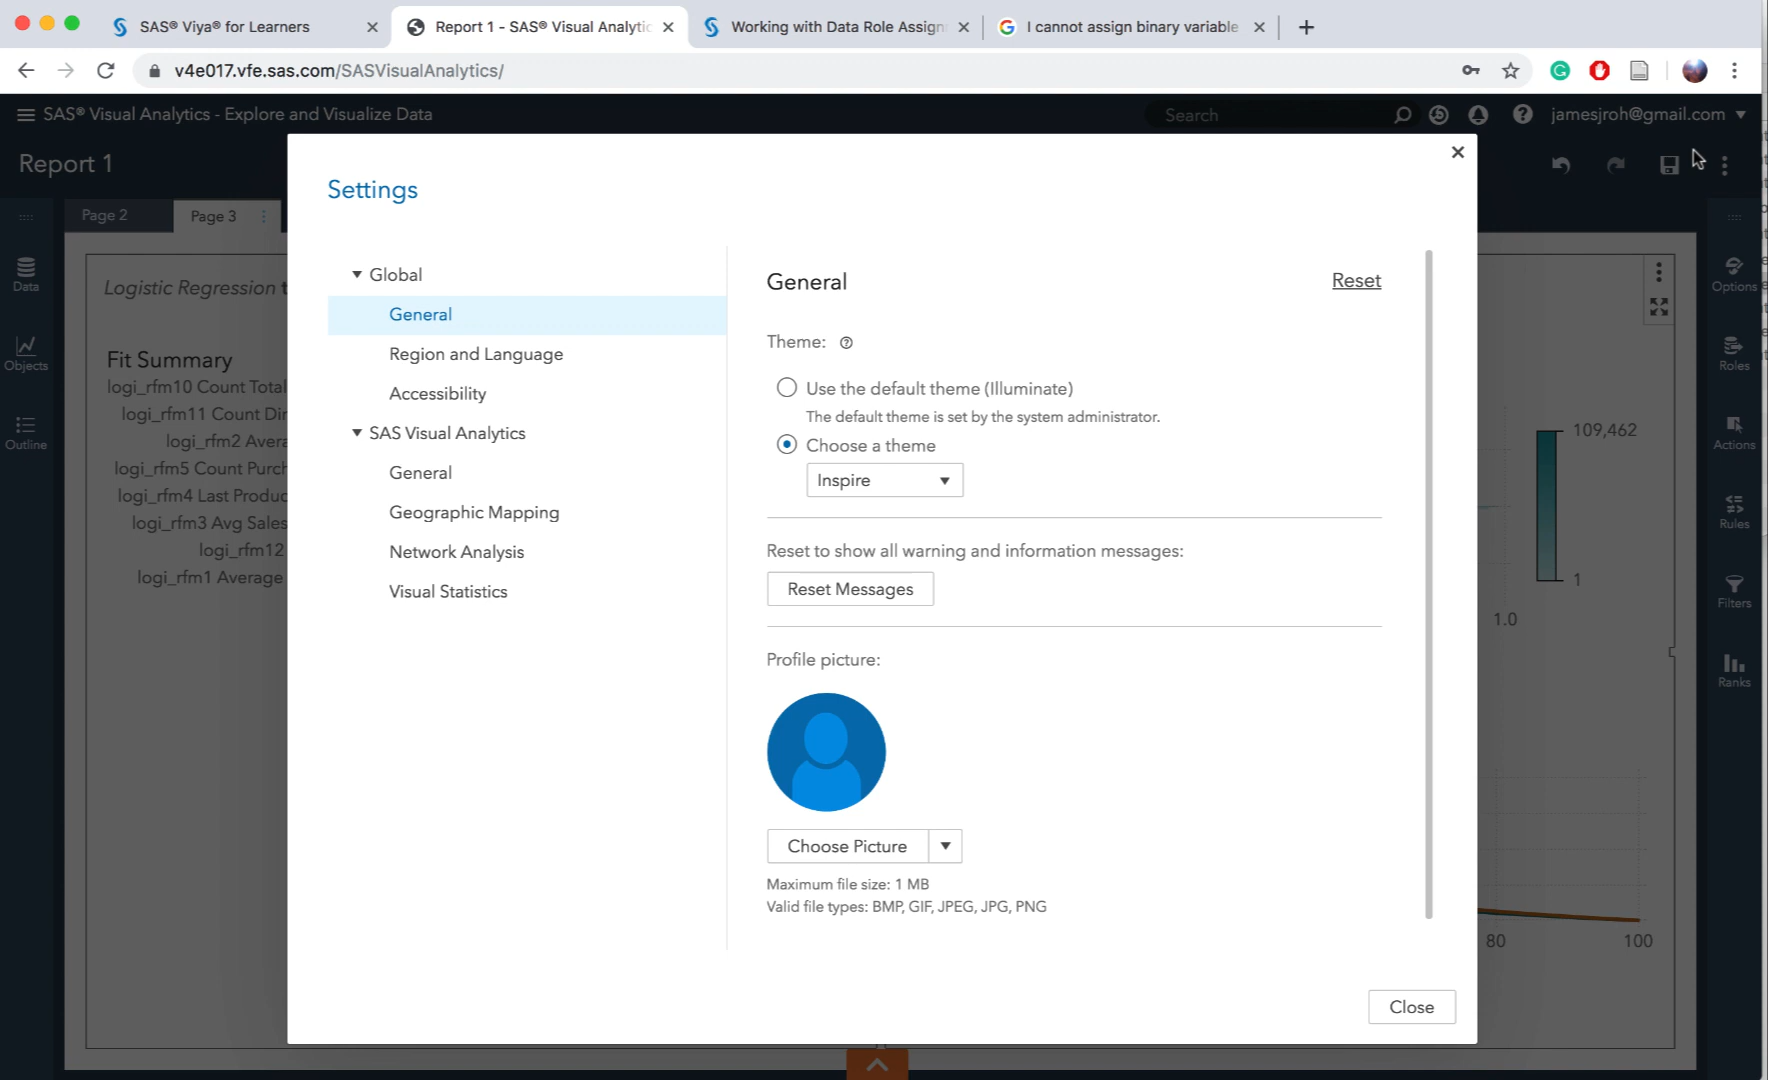 SAS® Viya® for Learners
Report 1 - SAS® Visual Analytic
Working with Data Role Assign
I cannot assign binary variable
v4e017.vfe.sas.com/SASVisualAnalytics/
SAS® Visual Analytics - Explore and Visualize Data
Search
jamesjroh@gmail.com
Report 1
Page 2
Page 3
Data
Objects
Outline
Logistic Regression t
Fit Summary
logi_rfm10 Count Total
logi_rfm11 Count Dir
logi_rfm2 Avera
logi_rfm5 Count Purch
logi_rfm4 Last Produc
logi_rfm3 Avg Sales
logi_rfm12
logi_rfm1 Average
Settings
Global
General
Region and Language
Accessibility
SAS Visual Analytics
General
Geographic Mapping
Network Analysis
Visual Statistics
General
Reset
Theme:
Use the default theme (Illuminate)
The default theme is set by the system administrator.
Choose a theme
Inspire
Reset to show all warning and information messages:
Reset Messages
Profile picture:
Choose Picture
Maximum file size: 1 MB
Valid file types: BMP, GIF, JPEG, JPG, PNG
Close
109,462
1
1.0
80
100
Options
Roles
Actions
Rules
Filters
Ranks